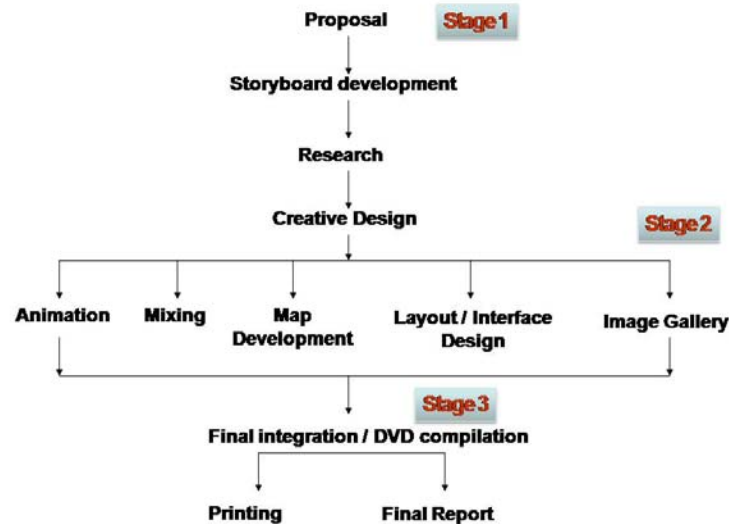 Proposal
Stage 1
Storyboard development
Research
Creative Design
Stage 2
Animation
Mixing
Map
Development
Layout / Interface
Design
Image Gallery
Stage 3
Final integration / DVD compilation
Printing
Final Report